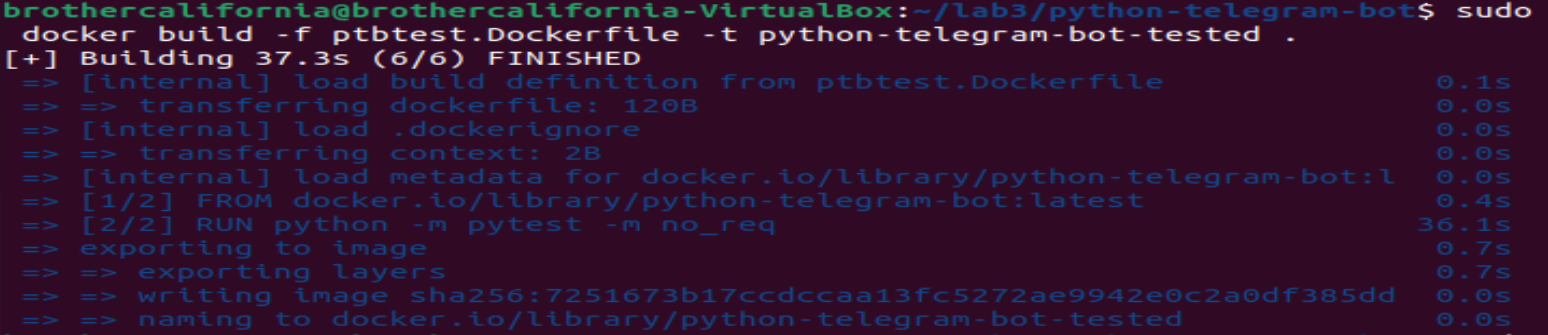 brothercalifornia@brothercalifornia-VirtualBox:~/lab3/python-telegram-bot$ sudo
docker build -f ptbtest.Dockerfile -t python-telegram-bot-tested .
[+] Building 37.3s (6/6) FINISHED
=> [internal] load build definition from ptbtest.Dockerfile 0.1s
=> => transferring dockerfile: 120B 0.0s
=> [internal] load .dockerignore 0.0s
=> => transferring context: 2B 0.0s
=> [internal] load metadata for docker.io/library/python-telegram-bot:l 0.0s
=> [1/2] FROM docker.io/library/python-telegram-bot:latest 0.4s
=> [2/2] RUN python -m pytest -m no_req 36.1s
=> exporting to image 0.7s
=> => exporting layers 0.7s
=> => writing image sha256:7251673b17ccdccaa13fc5272ae9942e0c2a0df385dd 0.0s
=> => naming to docker.io/library/python-telegram-bot-tested 0.0s